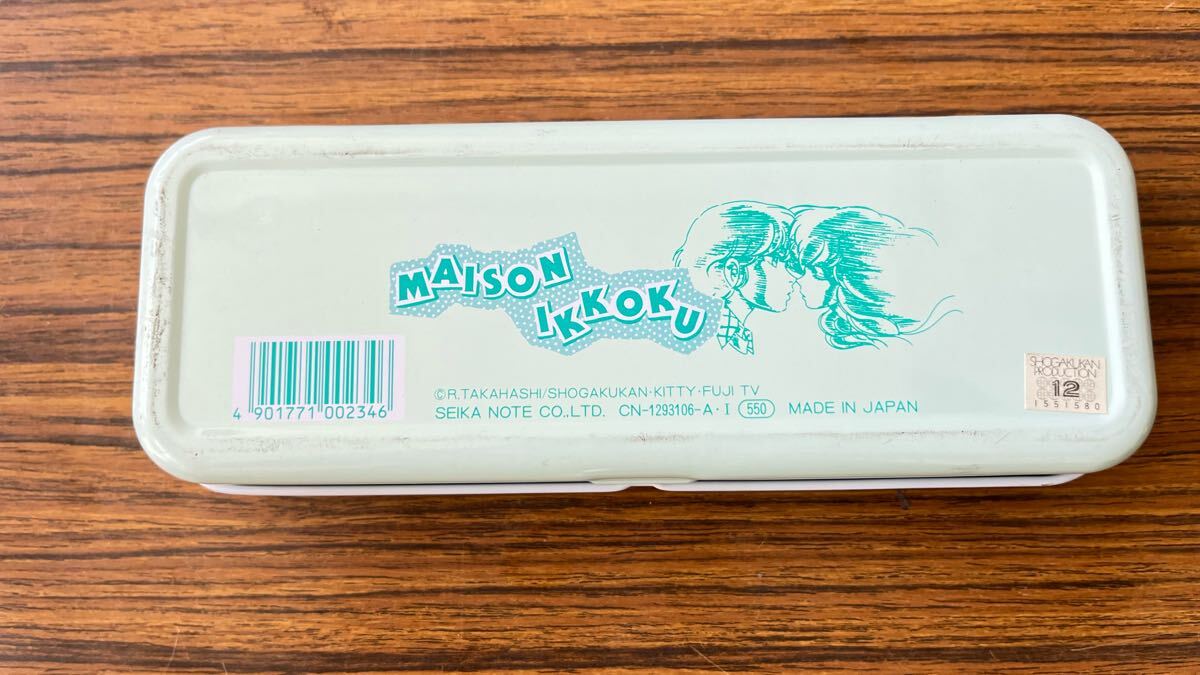 MAISON
IKKOKU
4 901771 002346
©R.TAKAHASHI/SHOGAKUKAN・KITTY・FUJI TV
SEIKA NOTE CO.,LTD. CN-1293106-A・I 550 MADE IN JAPAN
SHOGAKUKAN
PRODUCTION
12
1551580